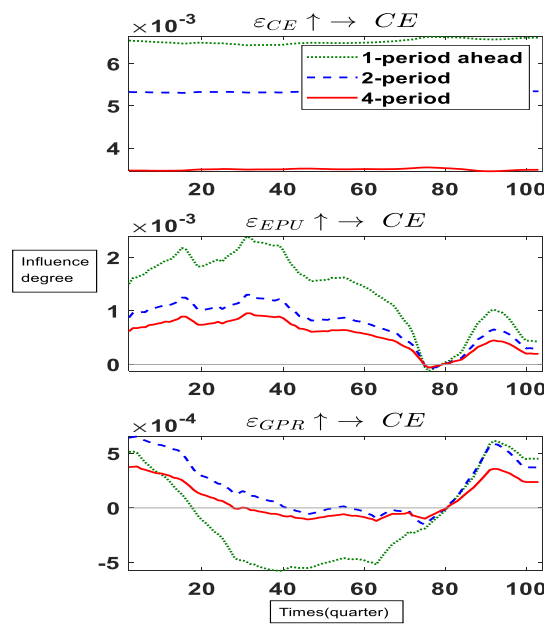 ×10⁻³
ε_CE ↑ → CE
6
5
4
1-period ahead
2-period
4-period
20 40 60 80 100
×10⁻³
ε_EPU ↑ → CE
2
1
0
20 40 60 80 100
Influence
degree
×10⁻⁴
ε_GPR ↑ → CE
5
0
-5
20 40 60 80 100
Times(quarter)